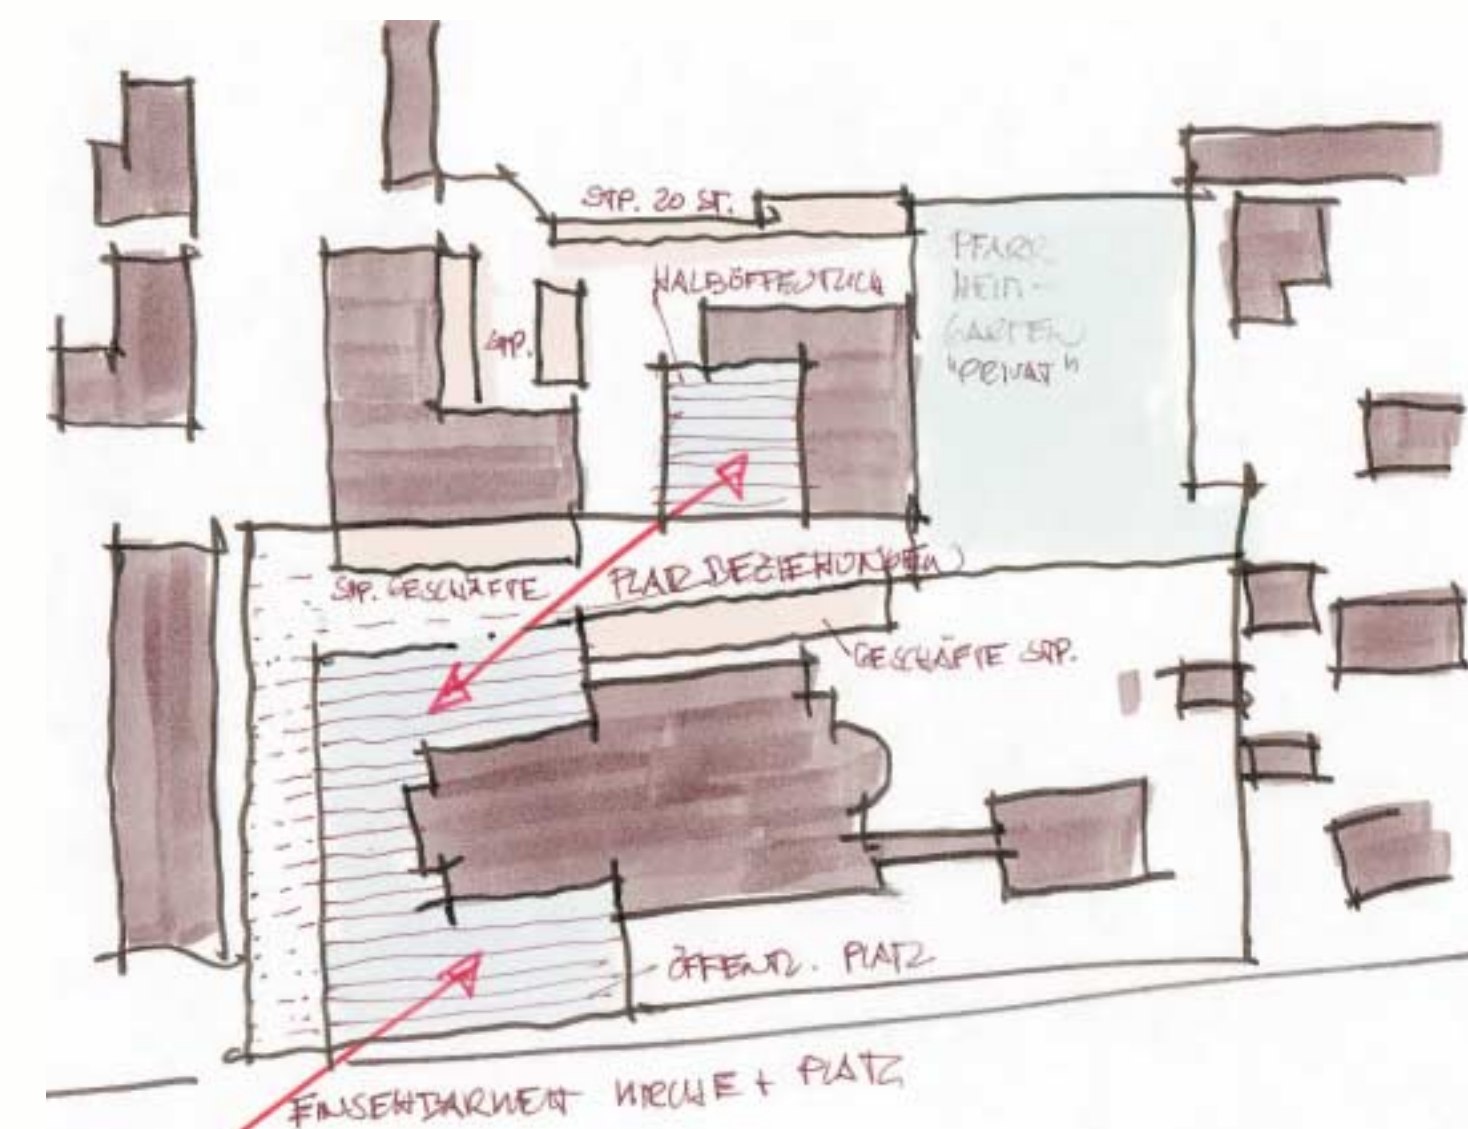 STP. 20 ST.
HALBÖFFENTLICH
PFARR
HEIM-
GARTEN
"PRIVAT"
STP.
PLATZBEZIEHUNGEN
STP. GESCHÄFTE
GESCHÄFTE STP.
ÖFFENTL. PLATZ
EINSEHBARKEIT KIRCHE + PLATZ